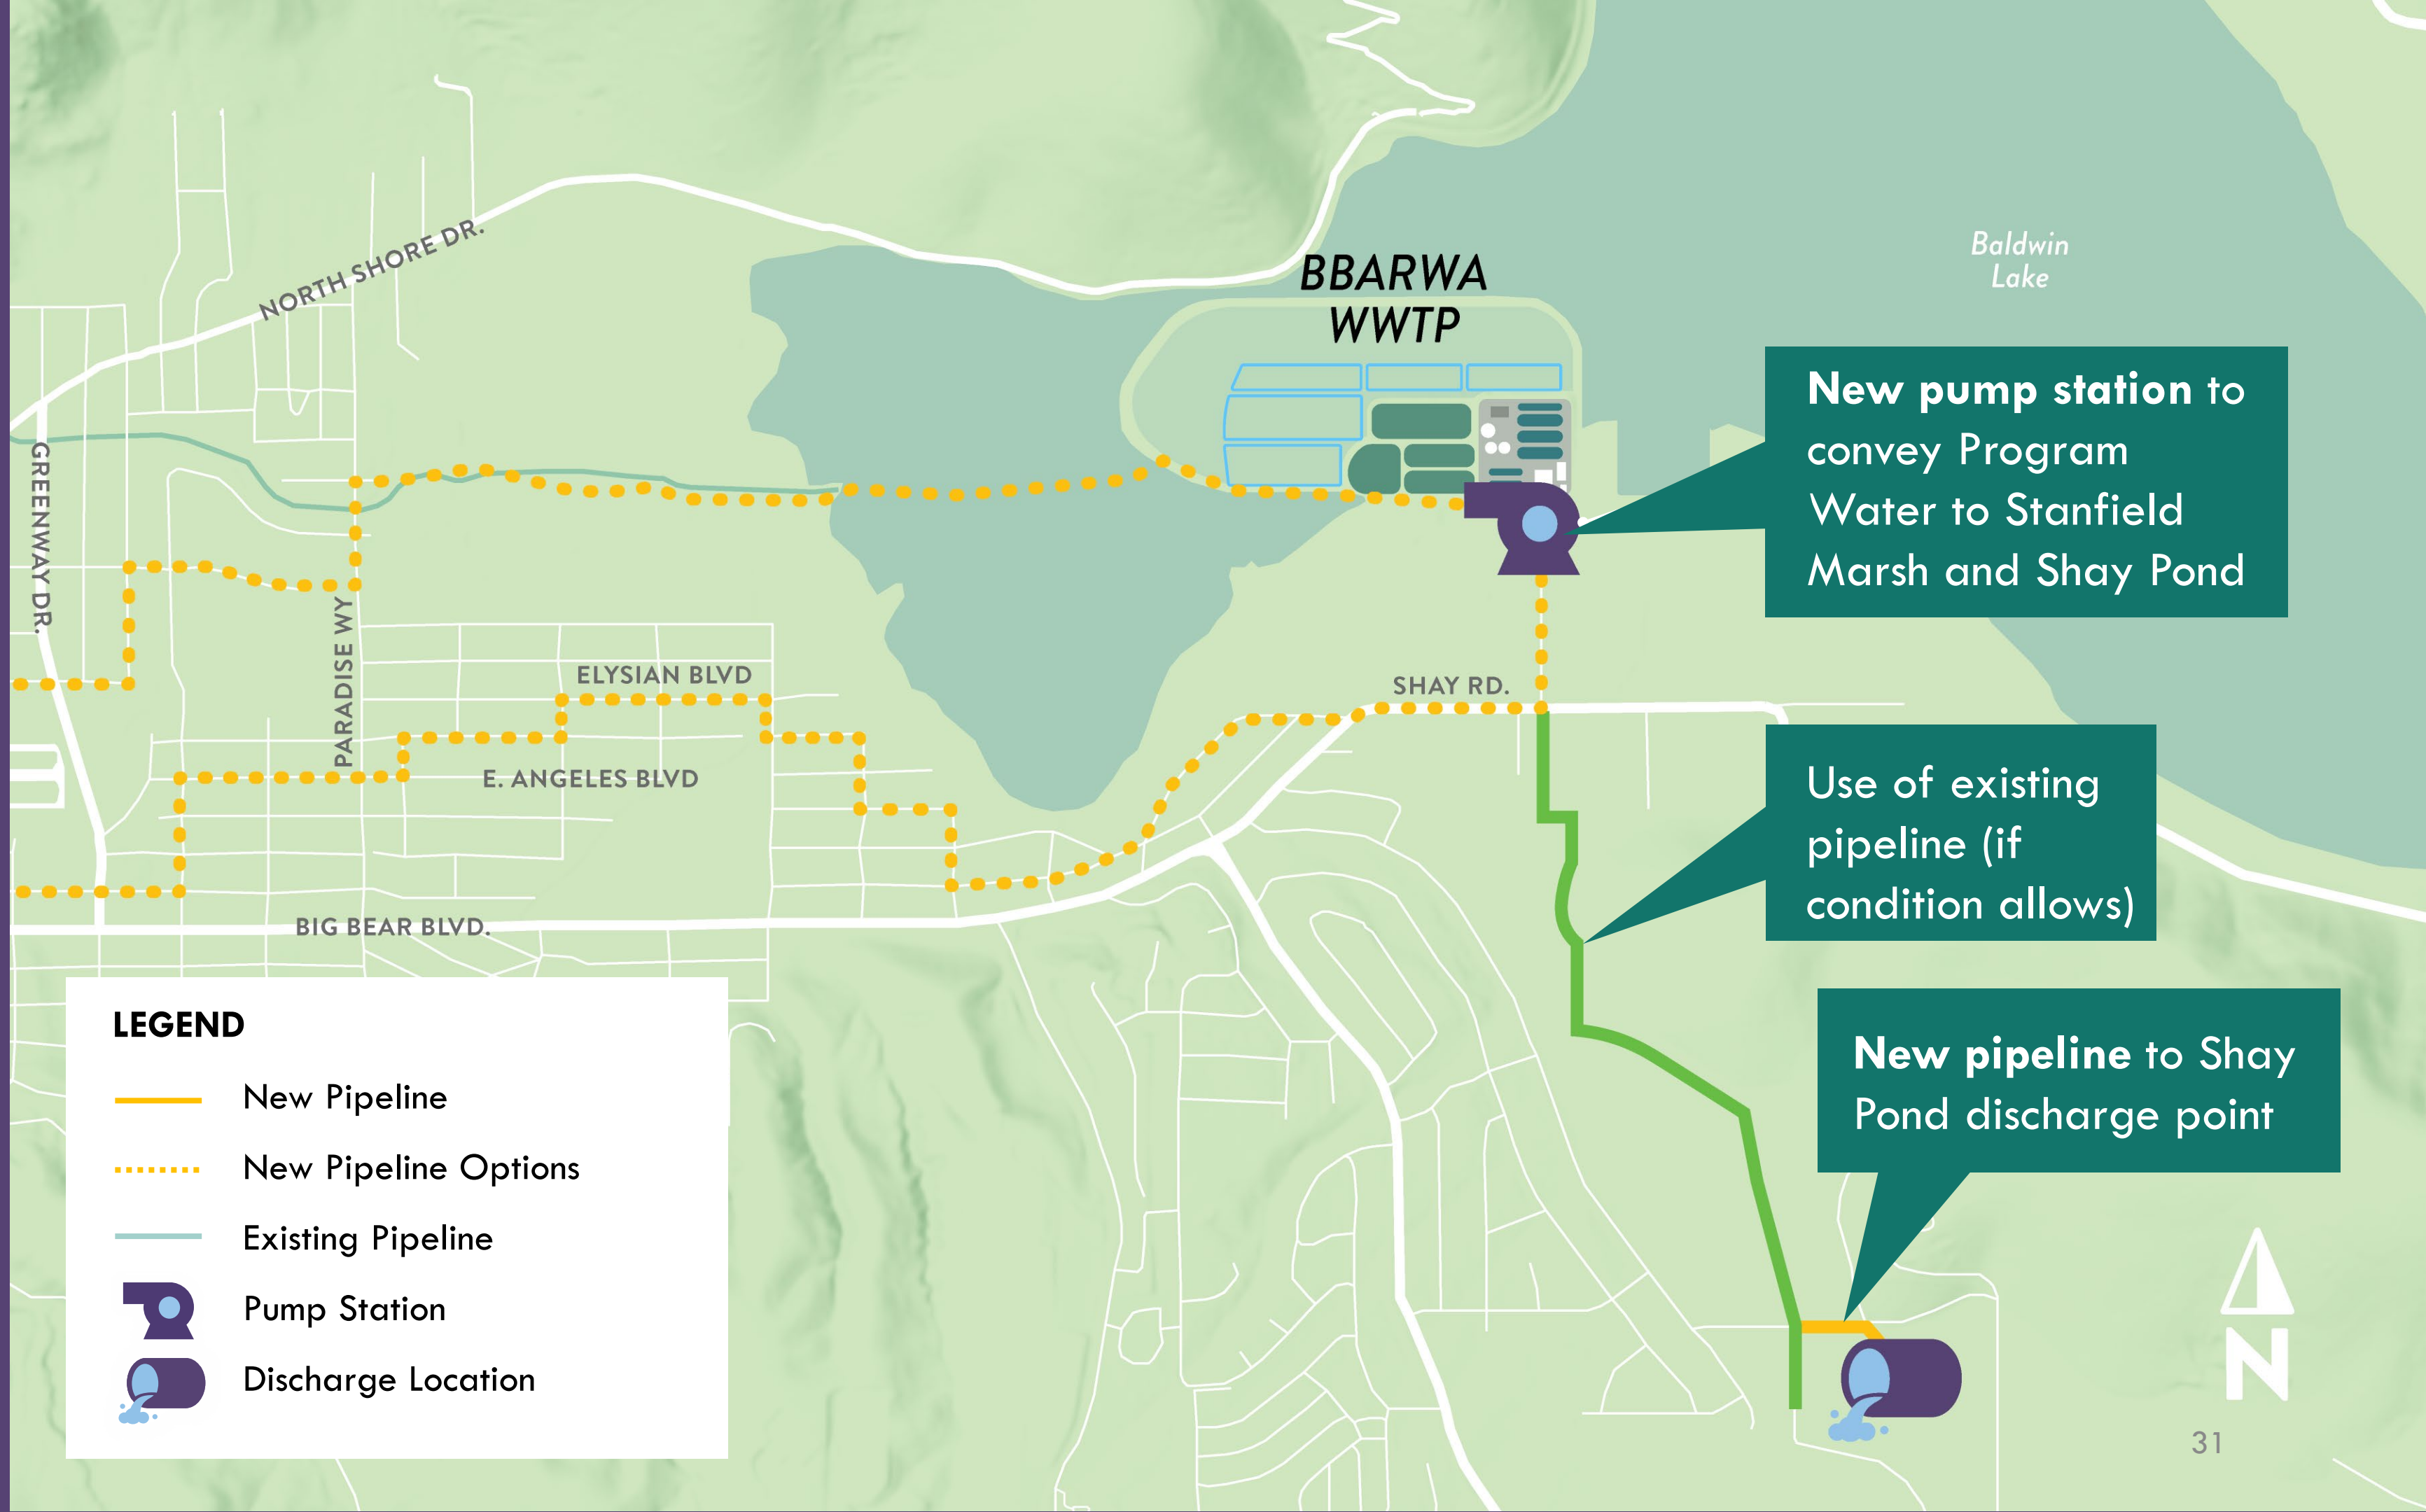 NORTH SHORE DR.
Baldwin
Lake
BBARWA
WWTP
New pump station to
convey Program
Water to Stanfield
Marsh and Shay Pond
GREENWAY DR.
PARADISE WY
ELYSIAN BLVD
SHAY RD.
E. ANGELES BLVD
Use of existing
pipeline (if
condition allows)
BIG BEAR BLVD.
New pipeline to Shay
Pond discharge point
LEGEND
New Pipeline
New Pipeline Options
Existing Pipeline
Pump Station
Discharge Location
N
31